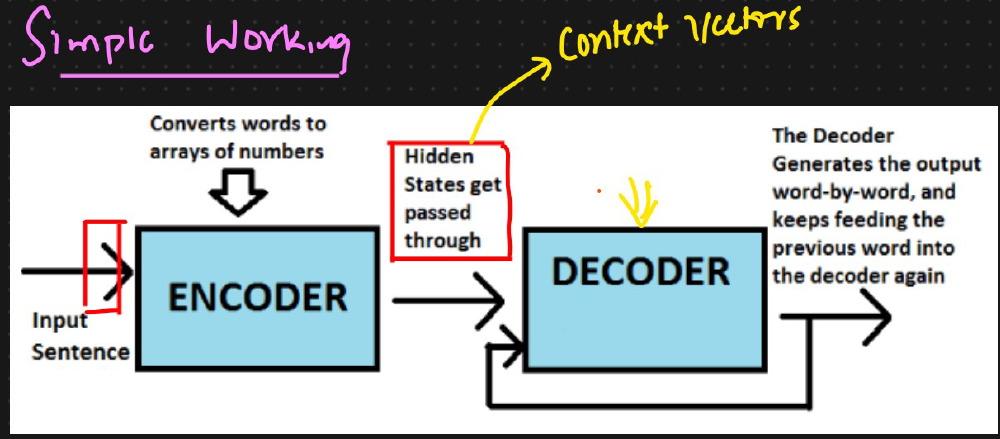 Simple Working
Context Vectors
Converts words to
arrays of numbers
Hidden
States get
passed
through
The Decoder
Generates the output
word-by-word, and
keeps feeding the
previous word into
the decoder again
ENCODER
DECODER
Input
Sentence